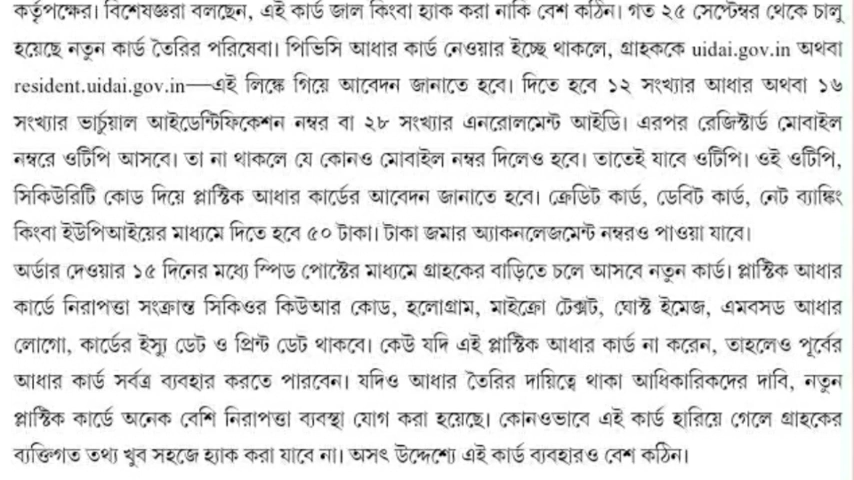 কর্তৃপক্ষের। বিশেষজ্ঞরা বলছেন, এই কার্ড জাল কিংবা হ্যাক করা নাকি বেশ কঠিন। গত ২৫ সেপ্টেম্বর থেকে চালু
হয়েছে নতুন কার্ড তৈরির পরিষেবা। পিভিসি আধার কার্ড নেওয়ার ইচ্ছে থাকলে, গ্রাহককে uidai.gov.in অথবা
resident.uidai.gov.in—এই লিঙ্কে গিয়ে আবেদন জানাতে হবে। দিতে হবে ১২ সংখ্যার আধার অথবা ১৬
সংখ্যার ভার্চুয়াল আইডেন্টিফিকেশন নম্বর বা ২৮ সংখ্যার এনরোলমেন্ট আইডি। এরপর রেজিস্টার্ড মোবাইল
নম্বরে ওটিপি আসবে। তা না থাকলে যে কোনও মোবাইল নম্বর দিলেও হবে। তাতেই যাবে ওটিপি। ওই ওটিপি,
সিকিউরিটি কোড দিয়ে প্লাস্টিক আধার কার্ডের আবেদন জানাতে হবে। ক্রেডিট কার্ড, ডেবিট কার্ড, নেট ব্যাঙ্কিং
কিংবা ইউপিআইয়ের মাধ্যমে দিতে হবে ৫০ টাকা। টাকা জমার অ্যাকনলেজমেন্ট নম্বরও পাওয়া যাবে।
অর্ডার দেওয়ার ১৫ দিনের মধ্যে স্পিড পোস্টের মাধ্যমে গ্রাহকের বাড়িতে চলে আসবে নতুন কার্ড। প্লাস্টিক আধার
কার্ডে নিরাপত্তা সংক্রান্ত সিকিওর কিউআর কোড, হলোগ্রাম, মাইক্রো টেক্সট, ঘোস্ট ইমেজ, এমবসড আধার
লোগো, কার্ডের ইস্যু ডেট ও প্রিন্ট ডেট থাকবে। কেউ যদি এই প্লাস্টিক আধার কার্ড না করেন, তাহলেও পূর্বের
আধার কার্ড সর্বত্র ব্যবহার করতে পারবেন। যদিও আধার তৈরির দায়িত্বে থাকা আধিকারিকদের দাবি, নতুন
প্লাস্টিক কার্ডে অনেক বেশি নিরাপত্তা ব্যবস্থা যোগ করা হয়েছে। কোনওভাবে এই কার্ড হারিয়ে গেলে গ্রাহকের
ব্যক্তিগত তথ্য খুব সহজে হ্যাক করা যাবে না। অসৎ উদ্দেশ্যে এই কার্ড ব্যবহারও বেশ কঠিন।